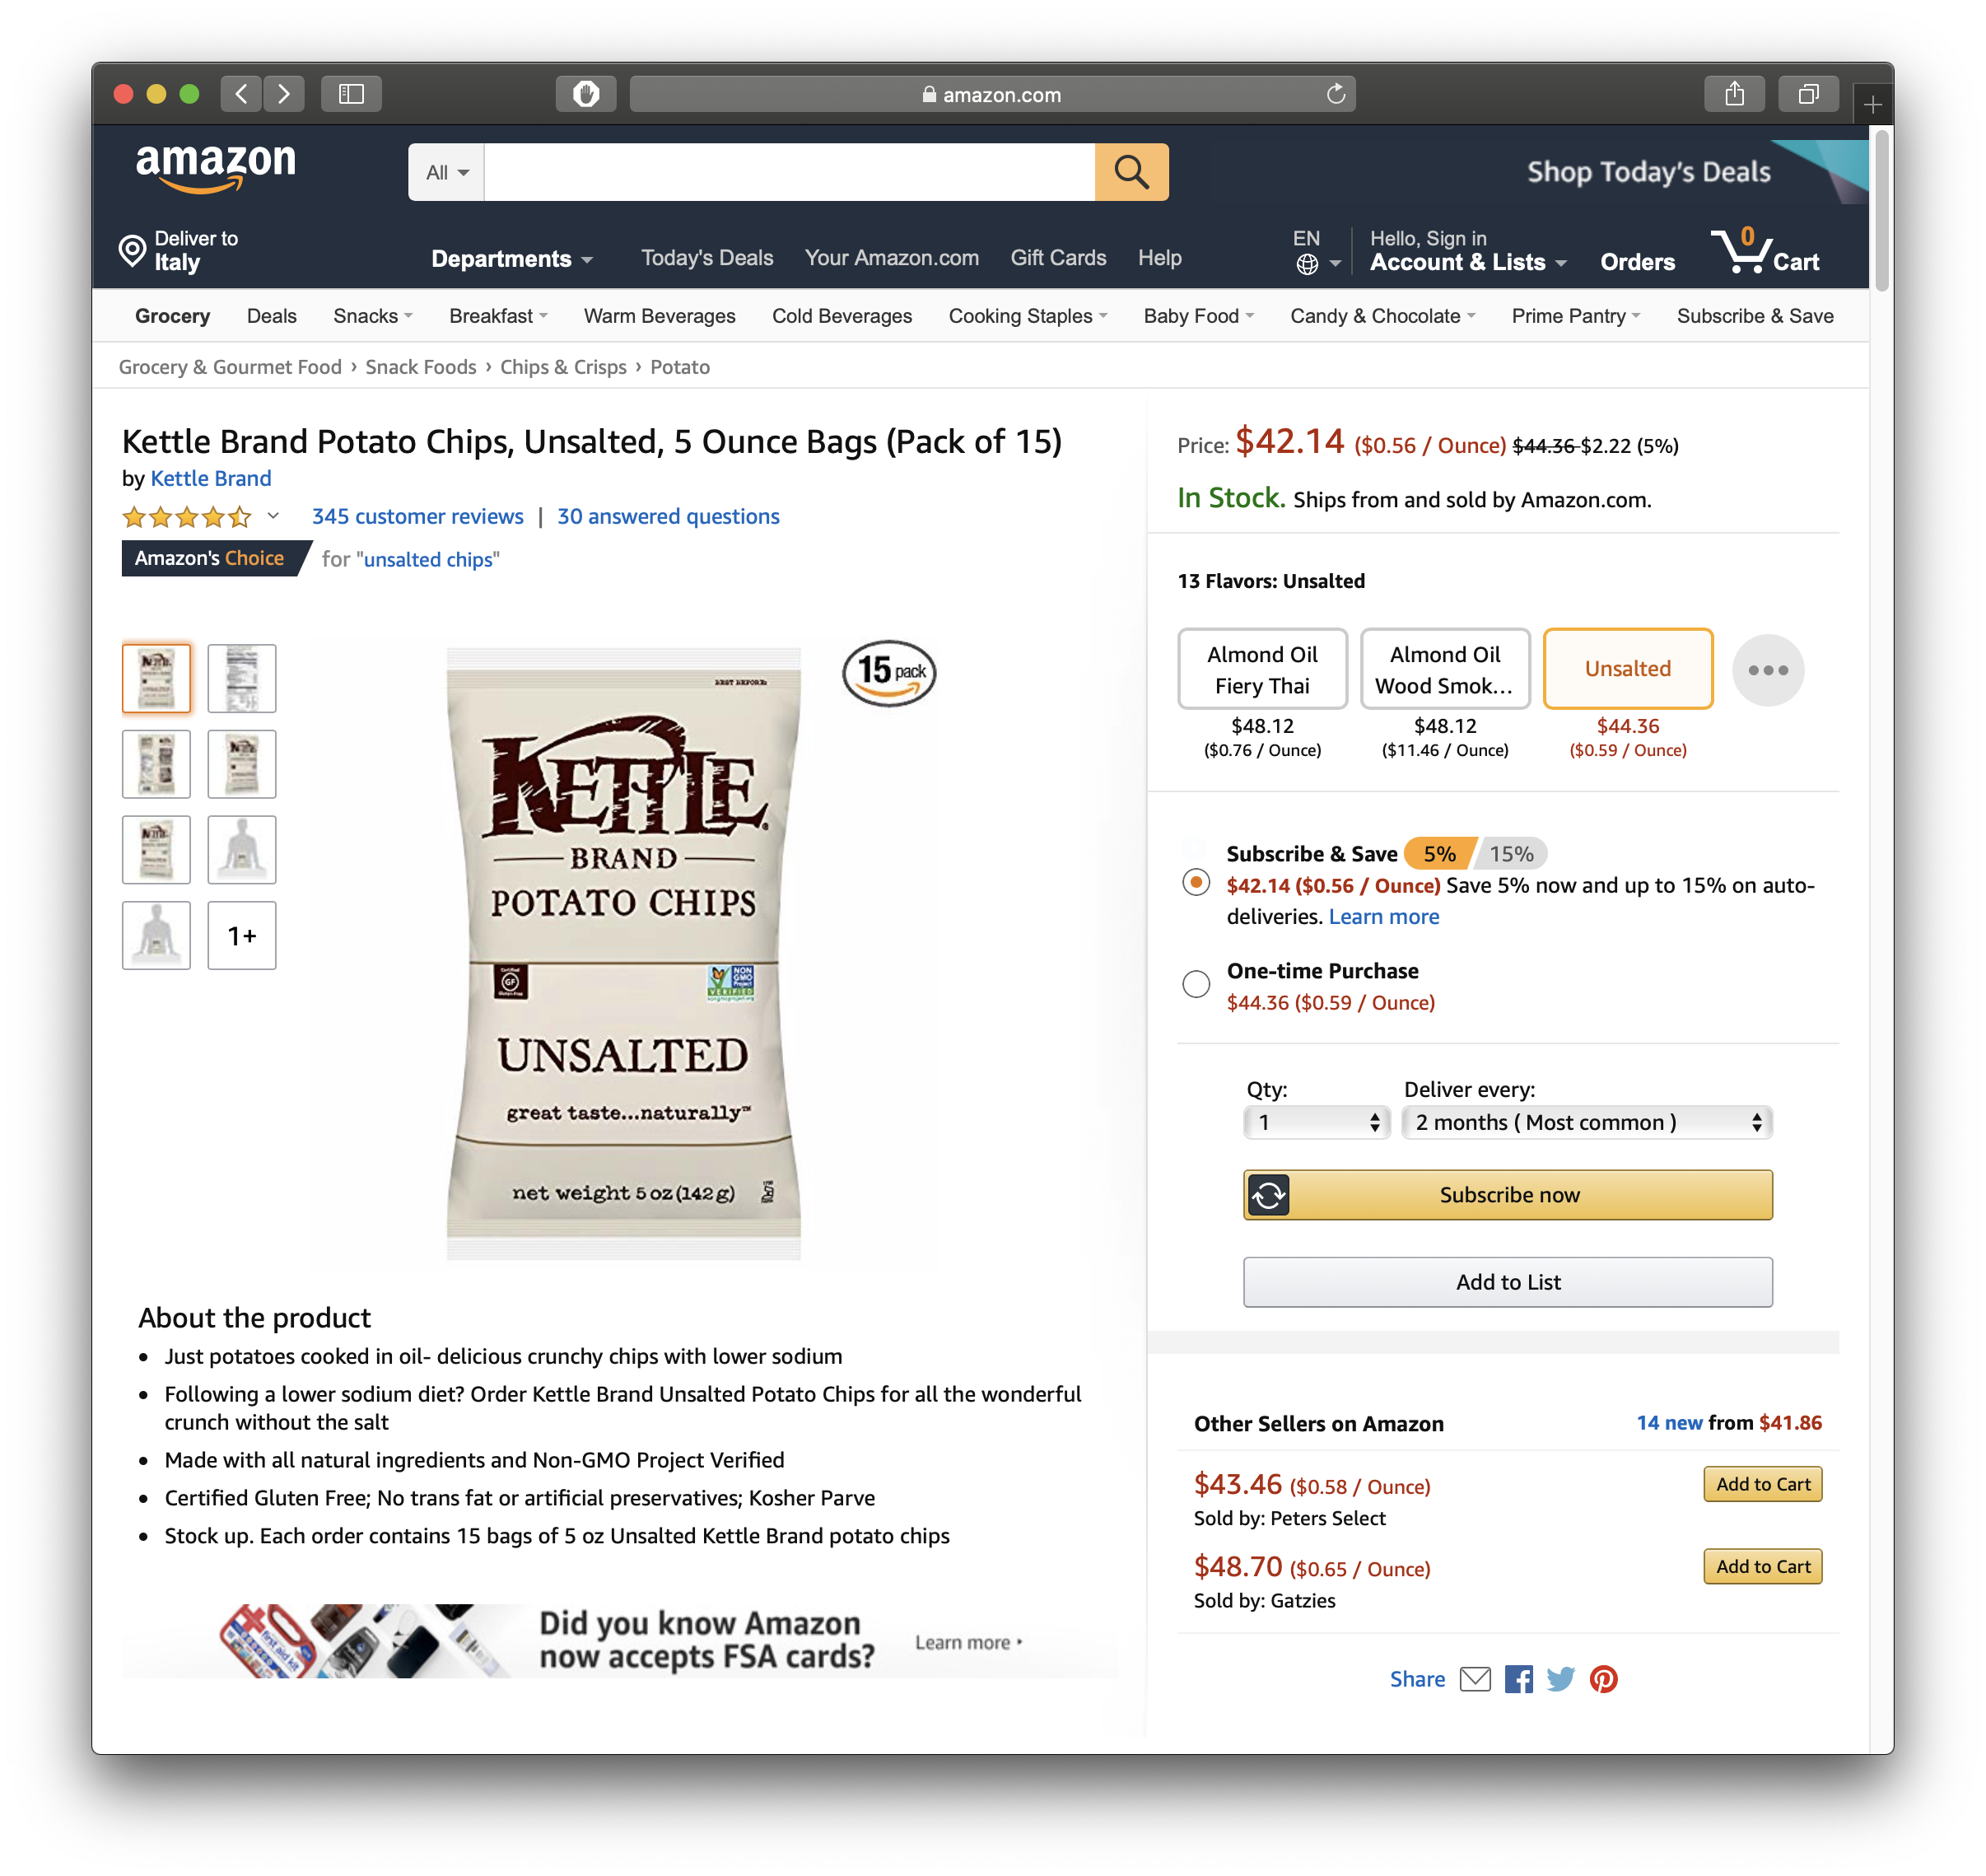 amazon.com
amazon
All
Shop Today's Deals
Deliver to
Italy
Departments
Today's Deals
Your Amazon.com
Gift Cards
Help
EN
Hello, Sign in
Account & Lists
Orders
0
Cart
Grocery
Deals
Snacks
Breakfast
Warm Beverages
Cold Beverages
Cooking Staples
Baby Food
Candy & Chocolate
Prime Pantry
Subscribe & Save
Grocery & Gourmet Food › Snack Foods › Chips & Crisps › Potato
Kettle Brand Potato Chips, Unsalted, 5 Ounce Bags (Pack of 15)
by Kettle Brand
345 customer reviews | 30 answered questions
Amazon's Choice for "unsalted chips"
15 pack
BEST BEFORE:
KETTLE
BRAND
POTATO CHIPS
Certified
GF
Gluten-Free
NON
GMO
Project
VERIFIED
nongmoproject.org
UNSALTED
great taste...naturally™
net weight 5 oz (142 g)
1+
About the product
• Just potatoes cooked in oil- delicious crunchy chips with lower sodium
• Following a lower sodium diet? Order Kettle Brand Unsalted Potato Chips for all the wonderful
crunch without the salt
• Made with all natural ingredients and Non-GMO Project Verified
• Certified Gluten Free; No trans fat or artificial preservatives; Kosher Parve
• Stock up. Each order contains 15 bags of 5 oz Unsalted Kettle Brand potato chips
first aid kit
Did you know Amazon
now accepts FSA cards?
Learn more
Price: $42.14 ($0.56 / Ounce) $44.36 $2.22 (5%)
In Stock. Ships from and sold by Amazon.com.
13 Flavors: Unsalted
Almond Oil
Fiery Thai
$48.12
($0.76 / Ounce)
Almond Oil
Wood Smok...
$48.12
($11.46 / Ounce)
Unsalted
$44.36
($0.59 / Ounce)
Subscribe & Save 5% 15%
$42.14 ($0.56 / Ounce) Save 5% now and up to 15% on auto-
deliveries. Learn more
One-time Purchase
$44.36 ($0.59 / Ounce)
Qty:
1
Deliver every:
2 months ( Most common )
Subscribe now
Add to List
Other Sellers on Amazon
14 new from $41.86
$43.46 ($0.58 / Ounce)
Add to Cart
Sold by: Peters Select
$48.70 ($0.65 / Ounce)
Add to Cart
Sold by: Gatzies
Share